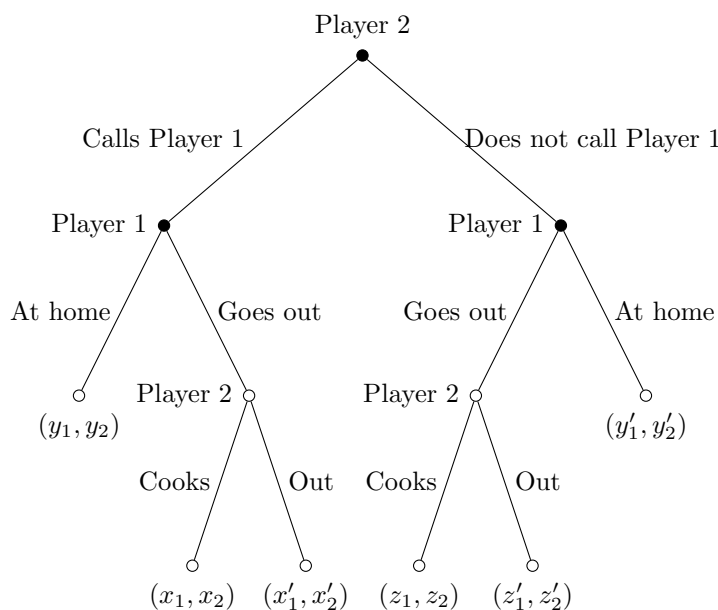 Player 2
Calls Player 1
Does not call Player 1
Player 1
Player 1
At home
Goes out
Goes out
At home
Player 2
Player 2
(y₁, y₂)
(y′₁, y′₂)
Cooks
Out
Cooks
Out
(x₁, x₂)
(x′₁, x′₂)
(z₁, z₂)
(z′₁, z′₂)